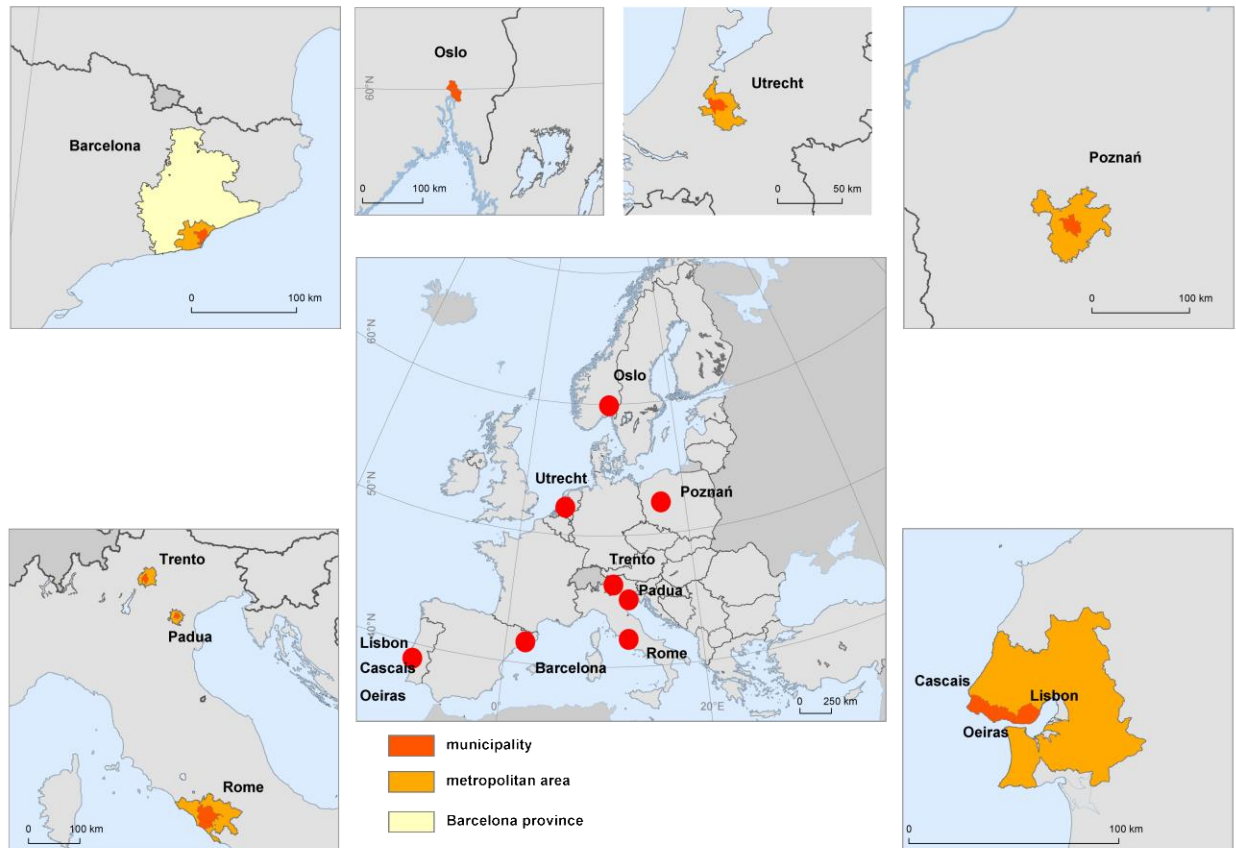 Barcelona
0
100 km
Oslo
60°N
0
100 km
Utrecht
0
50 km
Poznań
0
100 km
60°N
50°N
40°N
0°
20°E
Oslo
Utrecht
Poznań
Trento
Padua
Lisbon
Cascais
Oeiras
Barcelona
Rome
0
250 km
Trento
Padua
Rome
0
100 km
Cascais
Lisbon
Oeiras
0
100 km
municipality
metropolitan area
Barcelona province